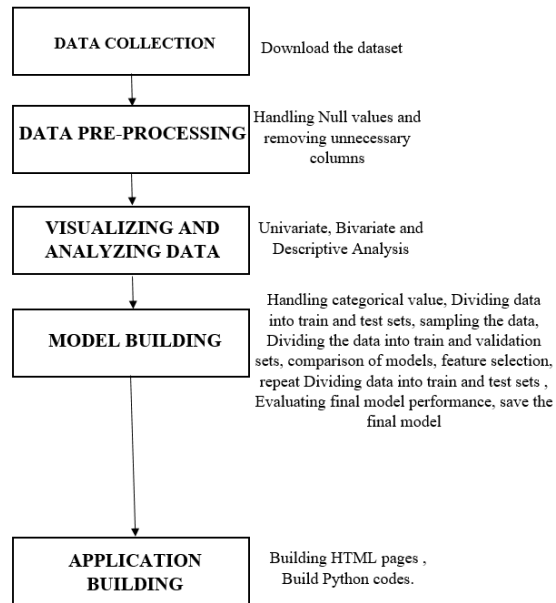 DATA COLLECTION
Download the dataset
DATA PRE-PROCESSING
Handling Null values and
removing unnecessary
columns
VISUALIZING AND
ANALYZING DATA
Univariate, Bivariate and
Descriptive Analysis
MODEL BUILDING
Handling categorical value, Dividing data
into train and test sets, sampling the data,
Dividing the data into train and validation
sets, comparison of models, feature selection,
repeat Dividing data into train and test sets ,
Evaluating final model performance, save the
final model
APPLICATION
BUILDING
Building HTML pages ,
Build Python codes.